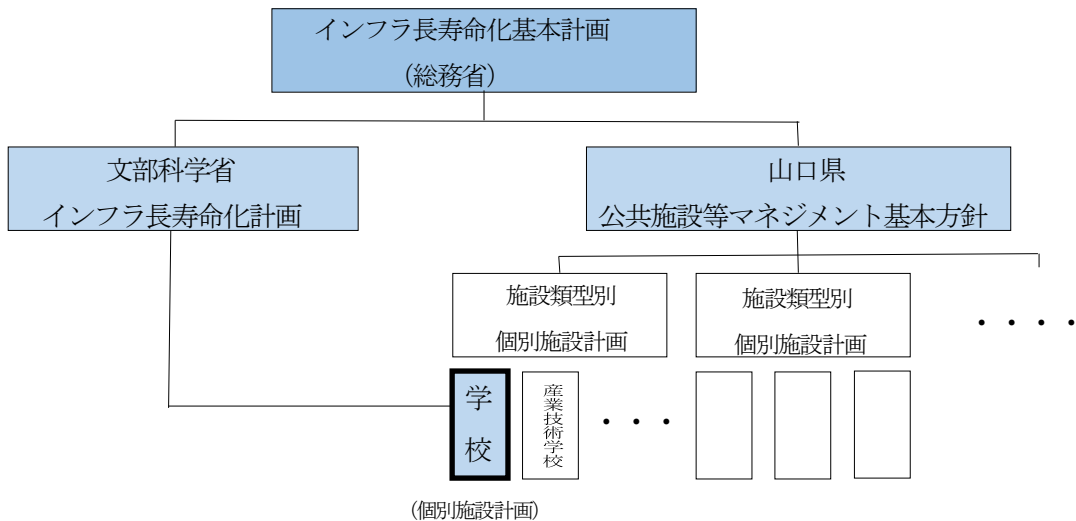 インフラ長寿命化基本計画
（総務省）
文部科学省
インフラ長寿命化計画
山口県
公共施設等マネジメント基本方針
施設類型別
個別施設計画
施設類型別
個別施設計画
・・・・
学校
産業技術学校
・・・
（個別施設計画）